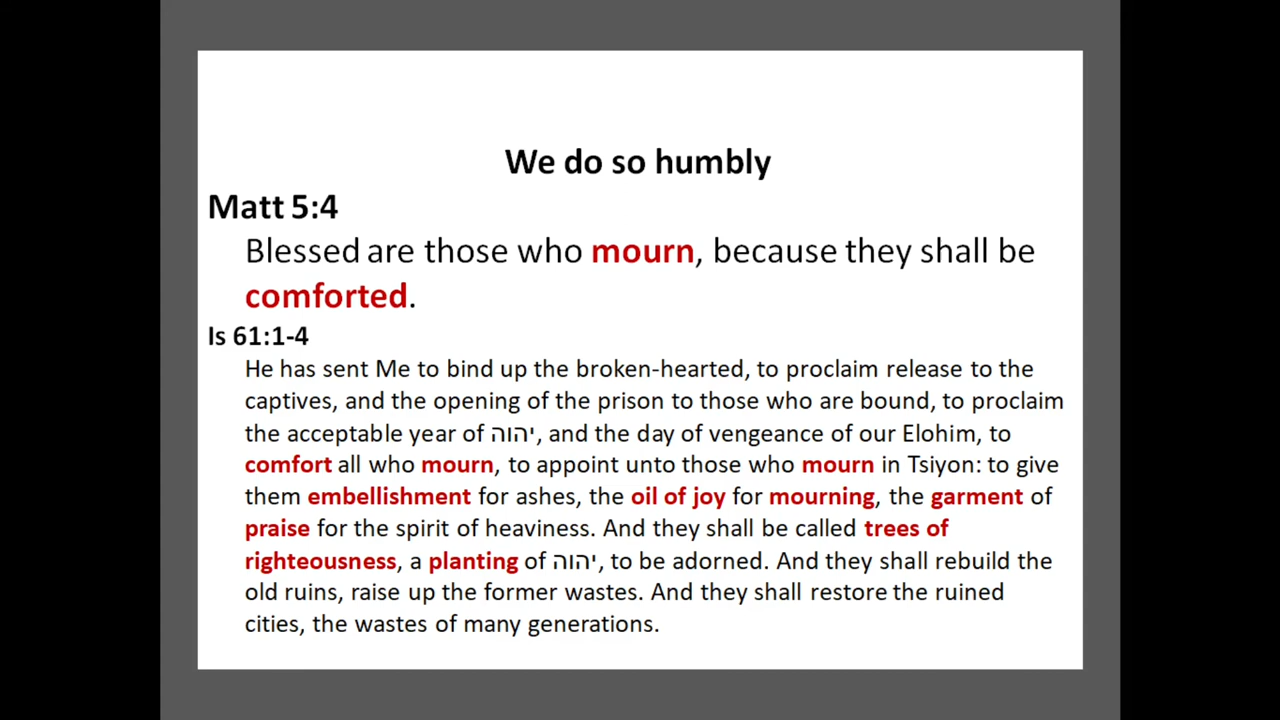 We do so humbly
Matt 5:4
Blessed are those who mourn, because they shall be
comforted.
Is 61:1-4
He has sent Me to bind up the broken-hearted, to proclaim release to the
captives, and the opening of the prison to those who are bound, to proclaim
the acceptable year of יהוה, and the day of vengeance of our Elohim, to
comfort all who mourn, to appoint unto those who mourn in Tsiyon: to give
them embellishment for ashes, the oil of joy for mourning, the garment of
praise for the spirit of heaviness. And they shall be called trees of
righteousness, a planting of יהוה, to be adorned. And they shall rebuild the
old ruins, raise up the former wastes. And they shall restore the ruined
cities, the wastes of many generations.